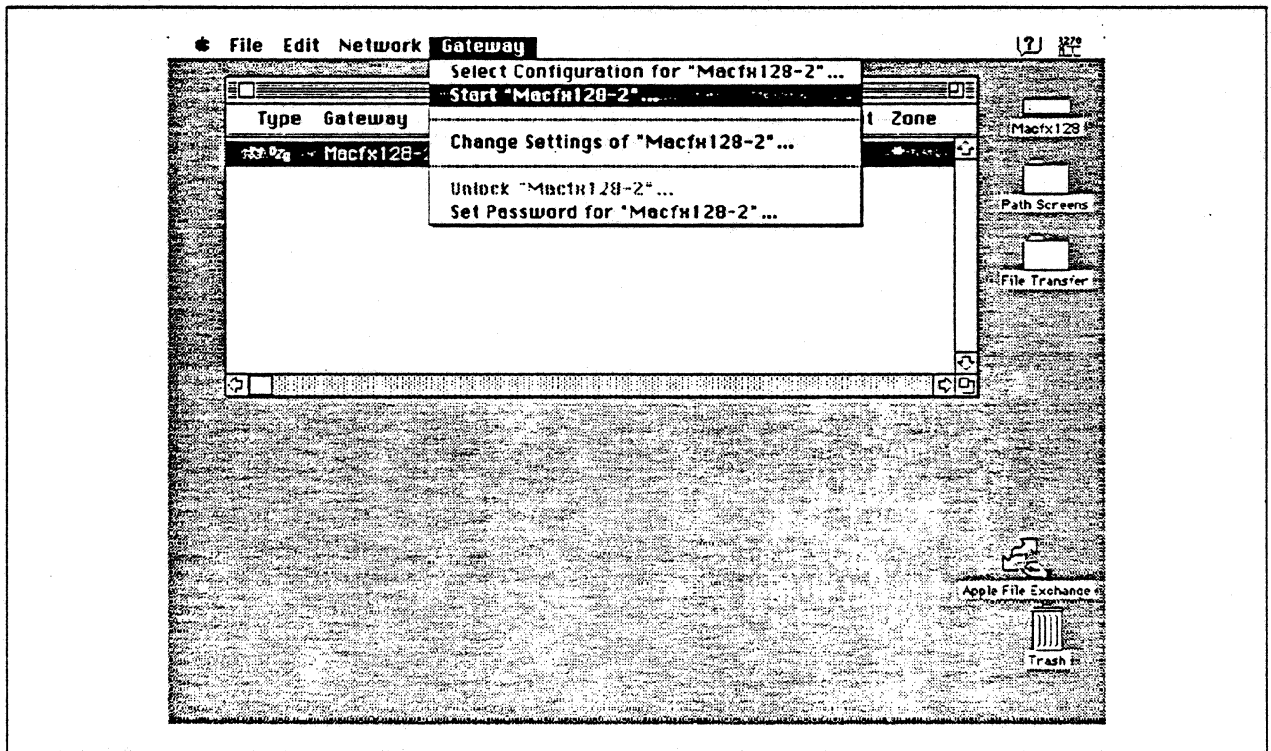 File Edit Network Gateway
3270
Select Configuration for "Macfx128-2"...
Start "Macfx128-2"...
Change Settings of "Macfx128-2"...
Unlock "Macfx128-2"...
Set Password for "Macfx128-2"...
Type Gateway
t Zone
Macfx128-2
Macfx128
Path Screens
File Transfer
Apple File Exchange
Trash